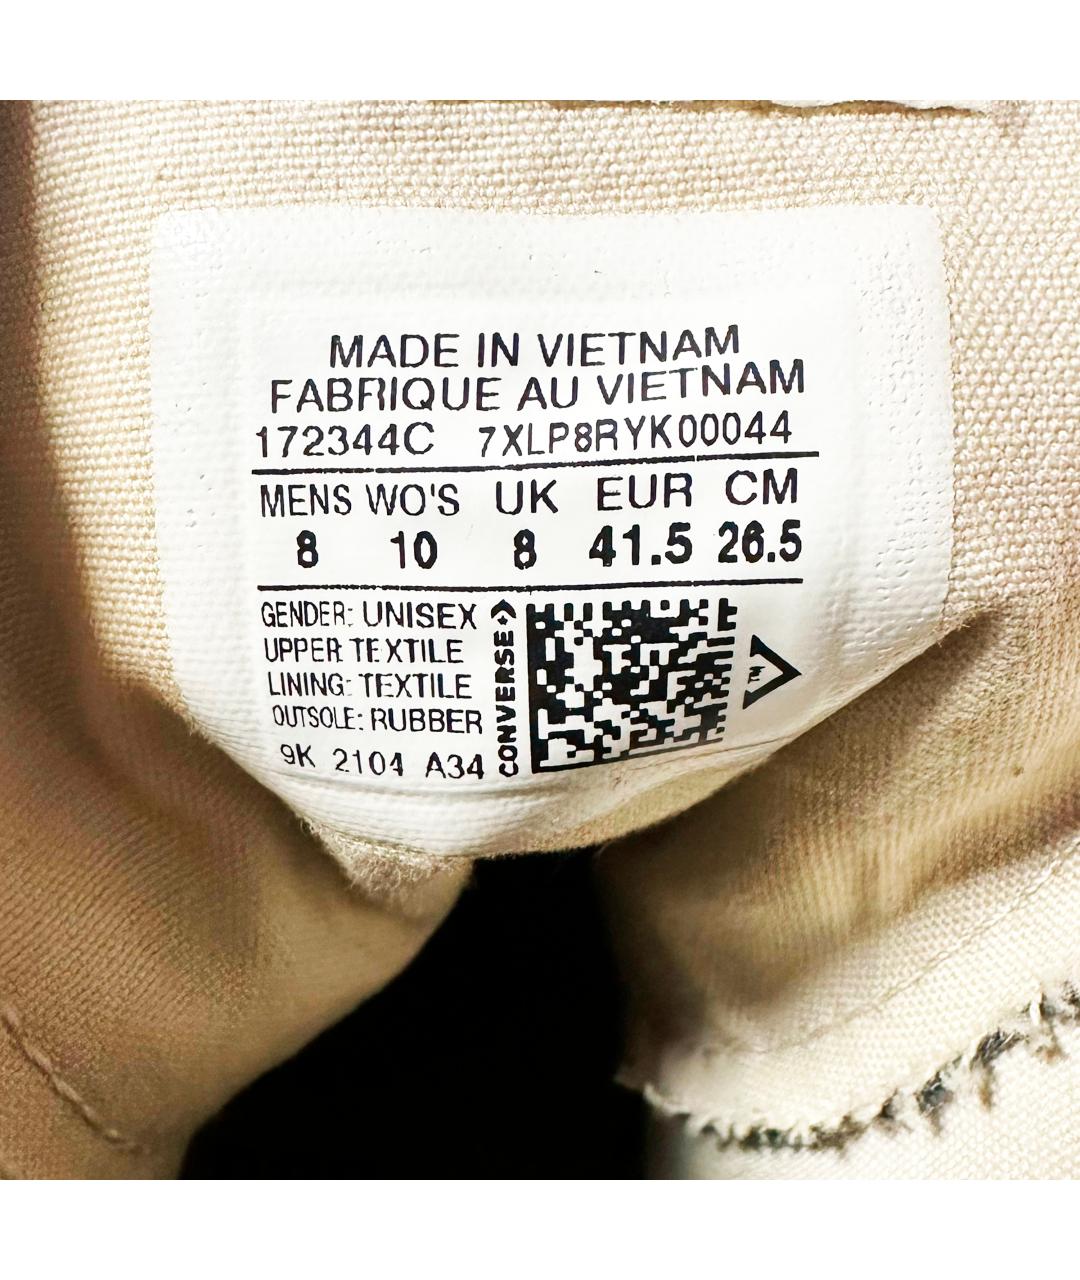 MADE IN VIETNAM
FABRIQUE AU VIETNAM
172344C 7XLP8RYK00044
MENS WO'S UK EUR CM
8 10 8 41.5 26.5
GENDER: UNISEX
UPPER: TEXTILE
LINING: TEXTILE
OUTSOLE: RUBBER
9K 2104 A34
CONVERSE
TM